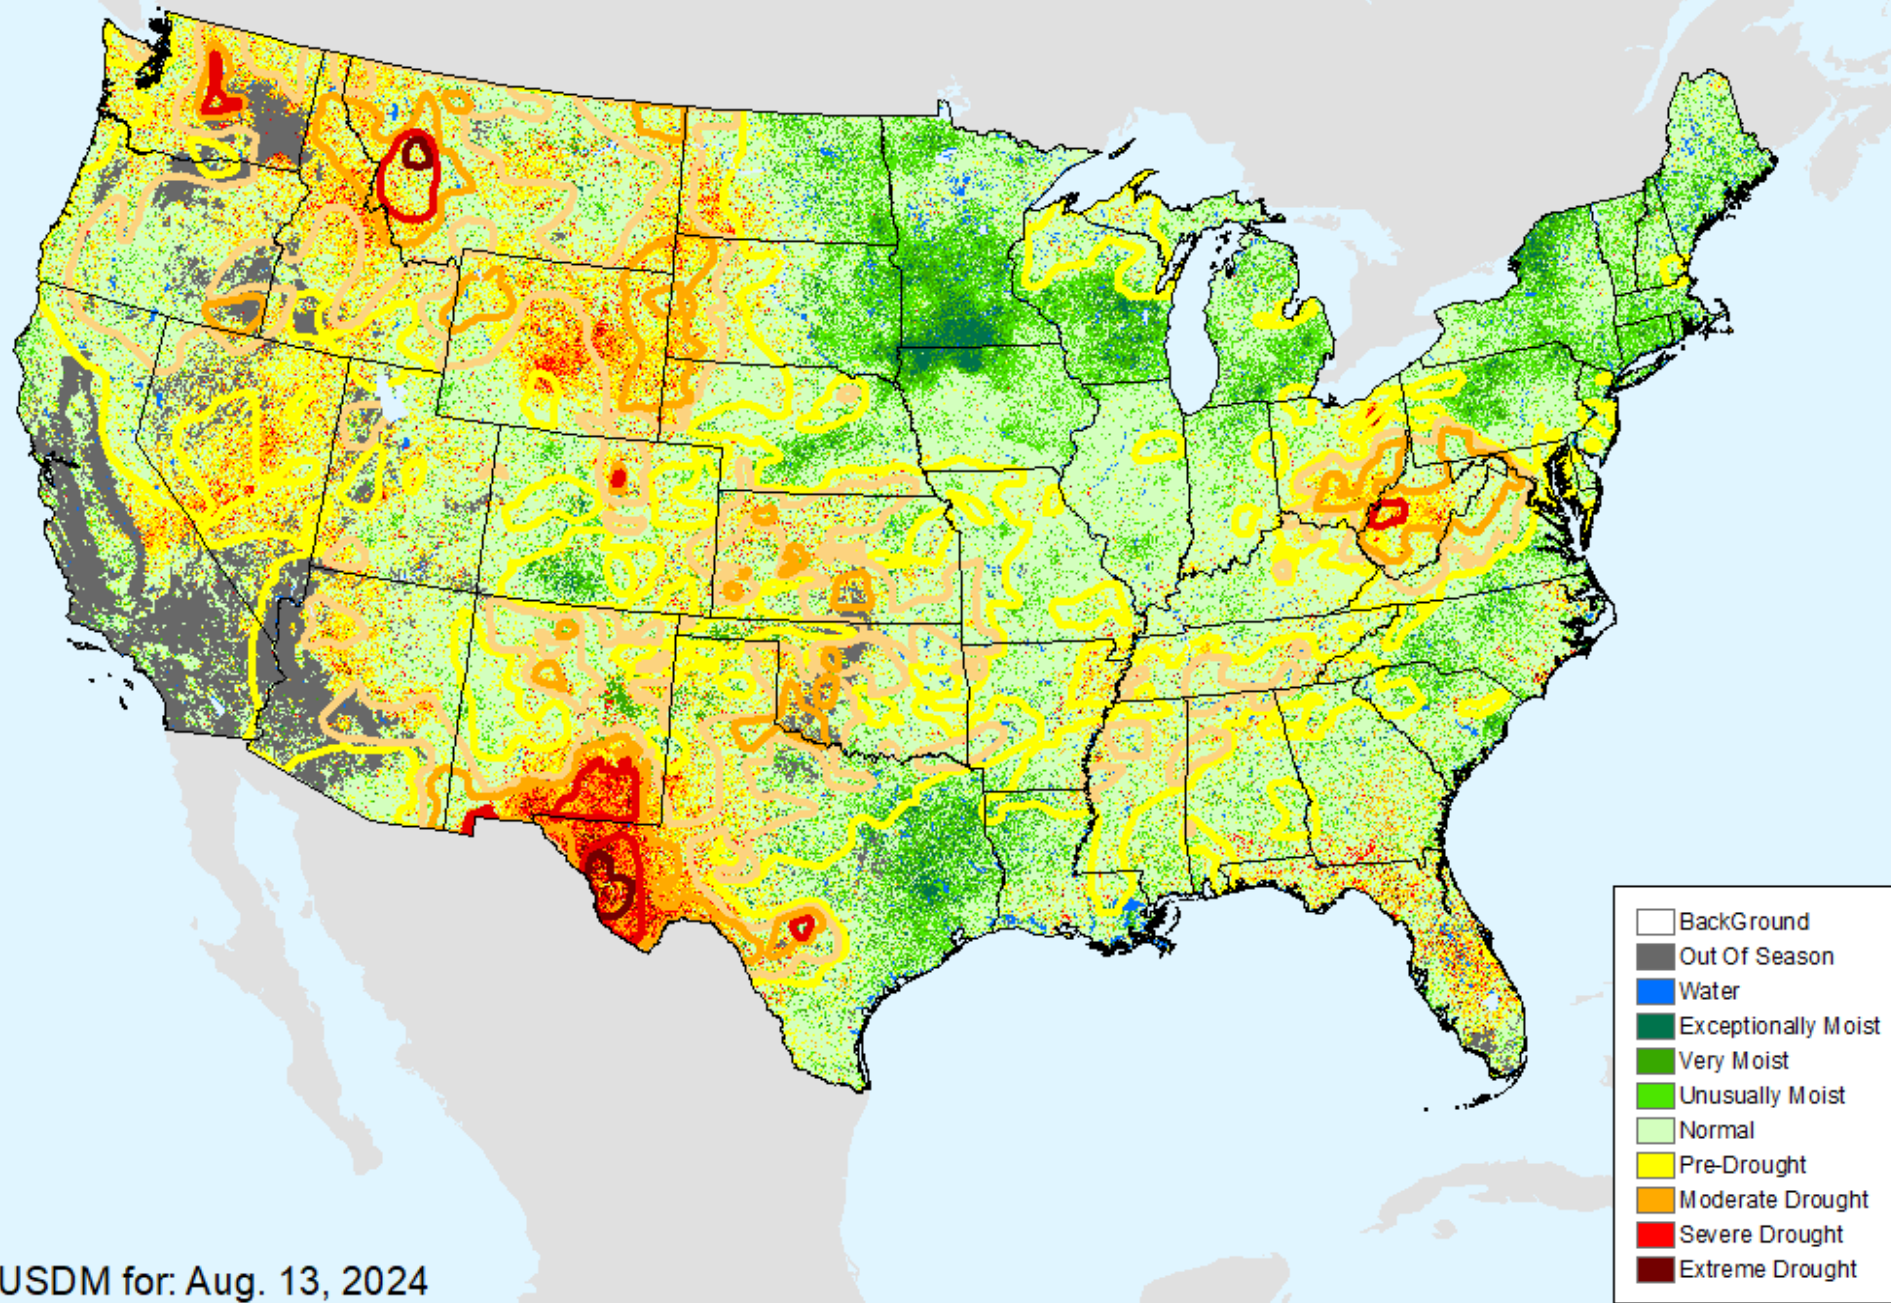 BackGround
Out Of Season
Water
Exceptionally Moist
Very Moist
Unusually Moist
Normal
Pre-Drought
Moderate Drought
Severe Drought
Extreme Drought
USDM for: Aug. 13, 2024